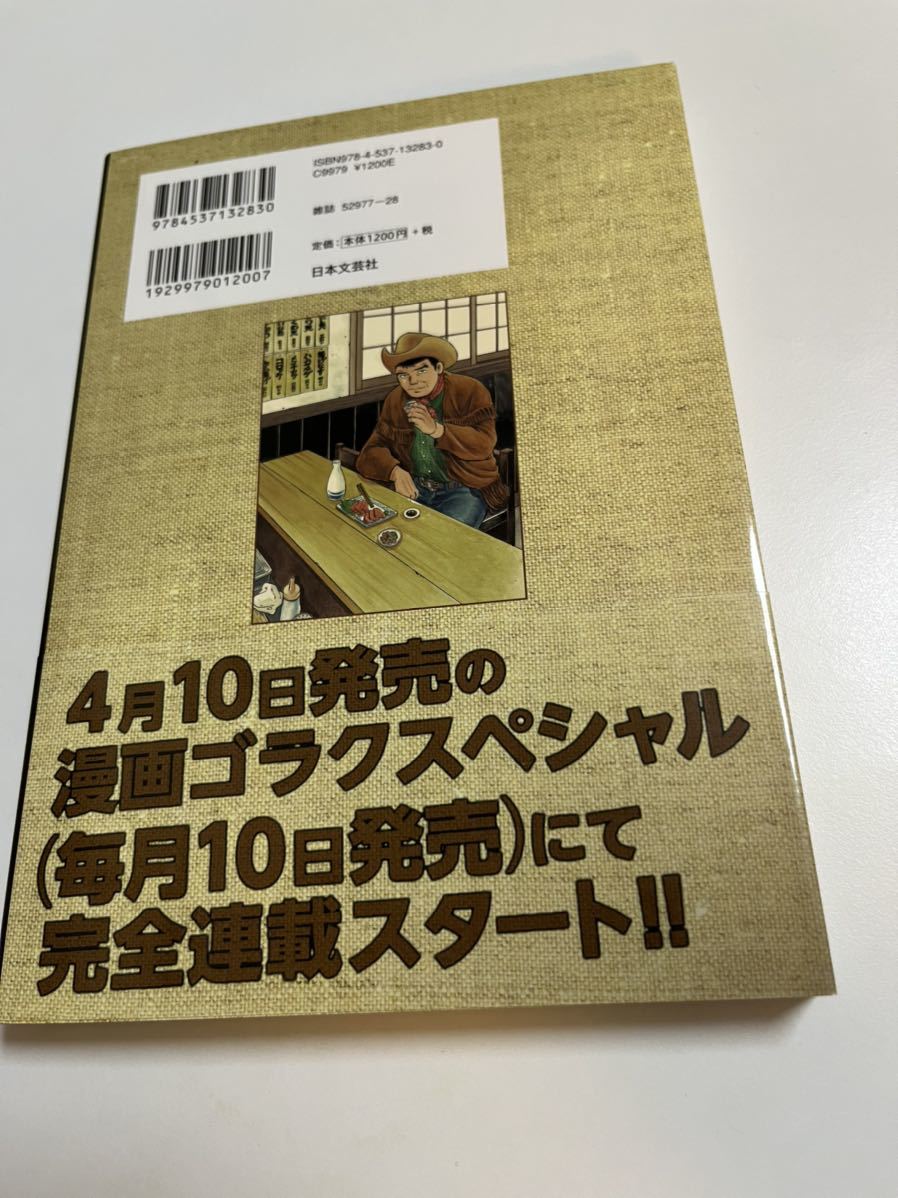 ISBN978-4-537-13283-0
C9979 ¥1200E
9784537132830
雑誌 52977-28
1929979012007
定価:本体1200円+税
日本文芸社
4月10日発売の
漫画ゴラクスペシャル
(毎月10日発売)にて
完全連載スタート!!